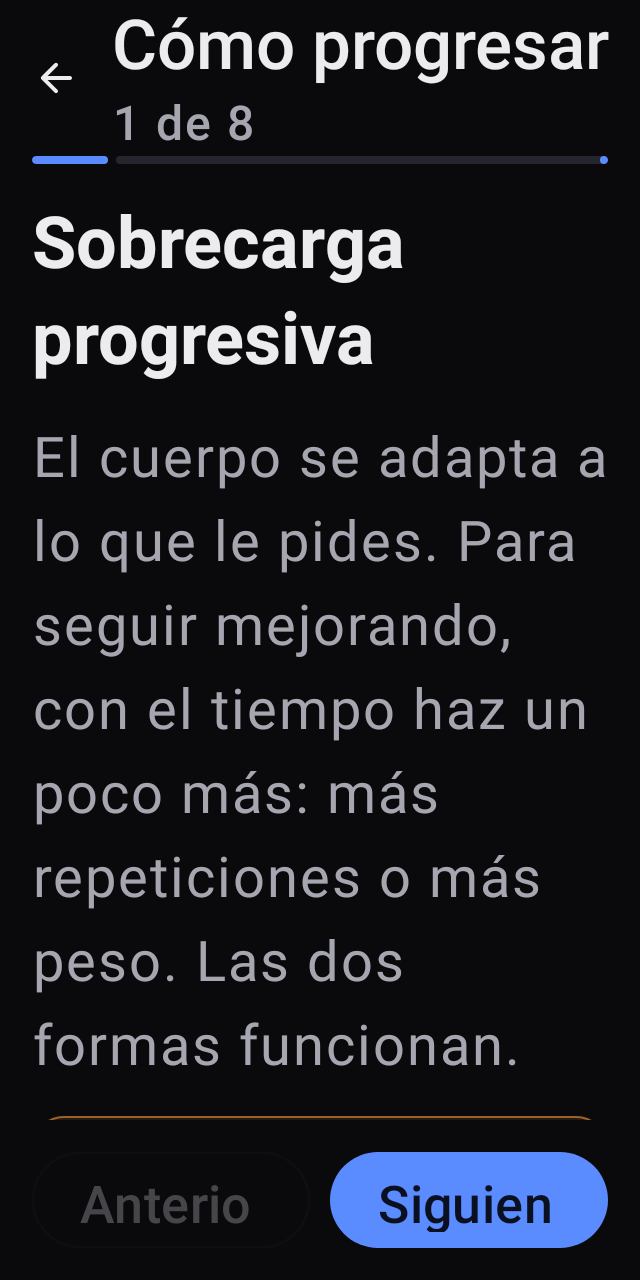 Cómo progresar
1 de 8
Sobrecarga
progresiva
El cuerpo se adapta a
lo que le pides. Para
seguir mejorando,
con el tiempo haz un
poco más: más
repeticiones o más
peso. Las dos
formas funcionan.
Anterio
Siguien